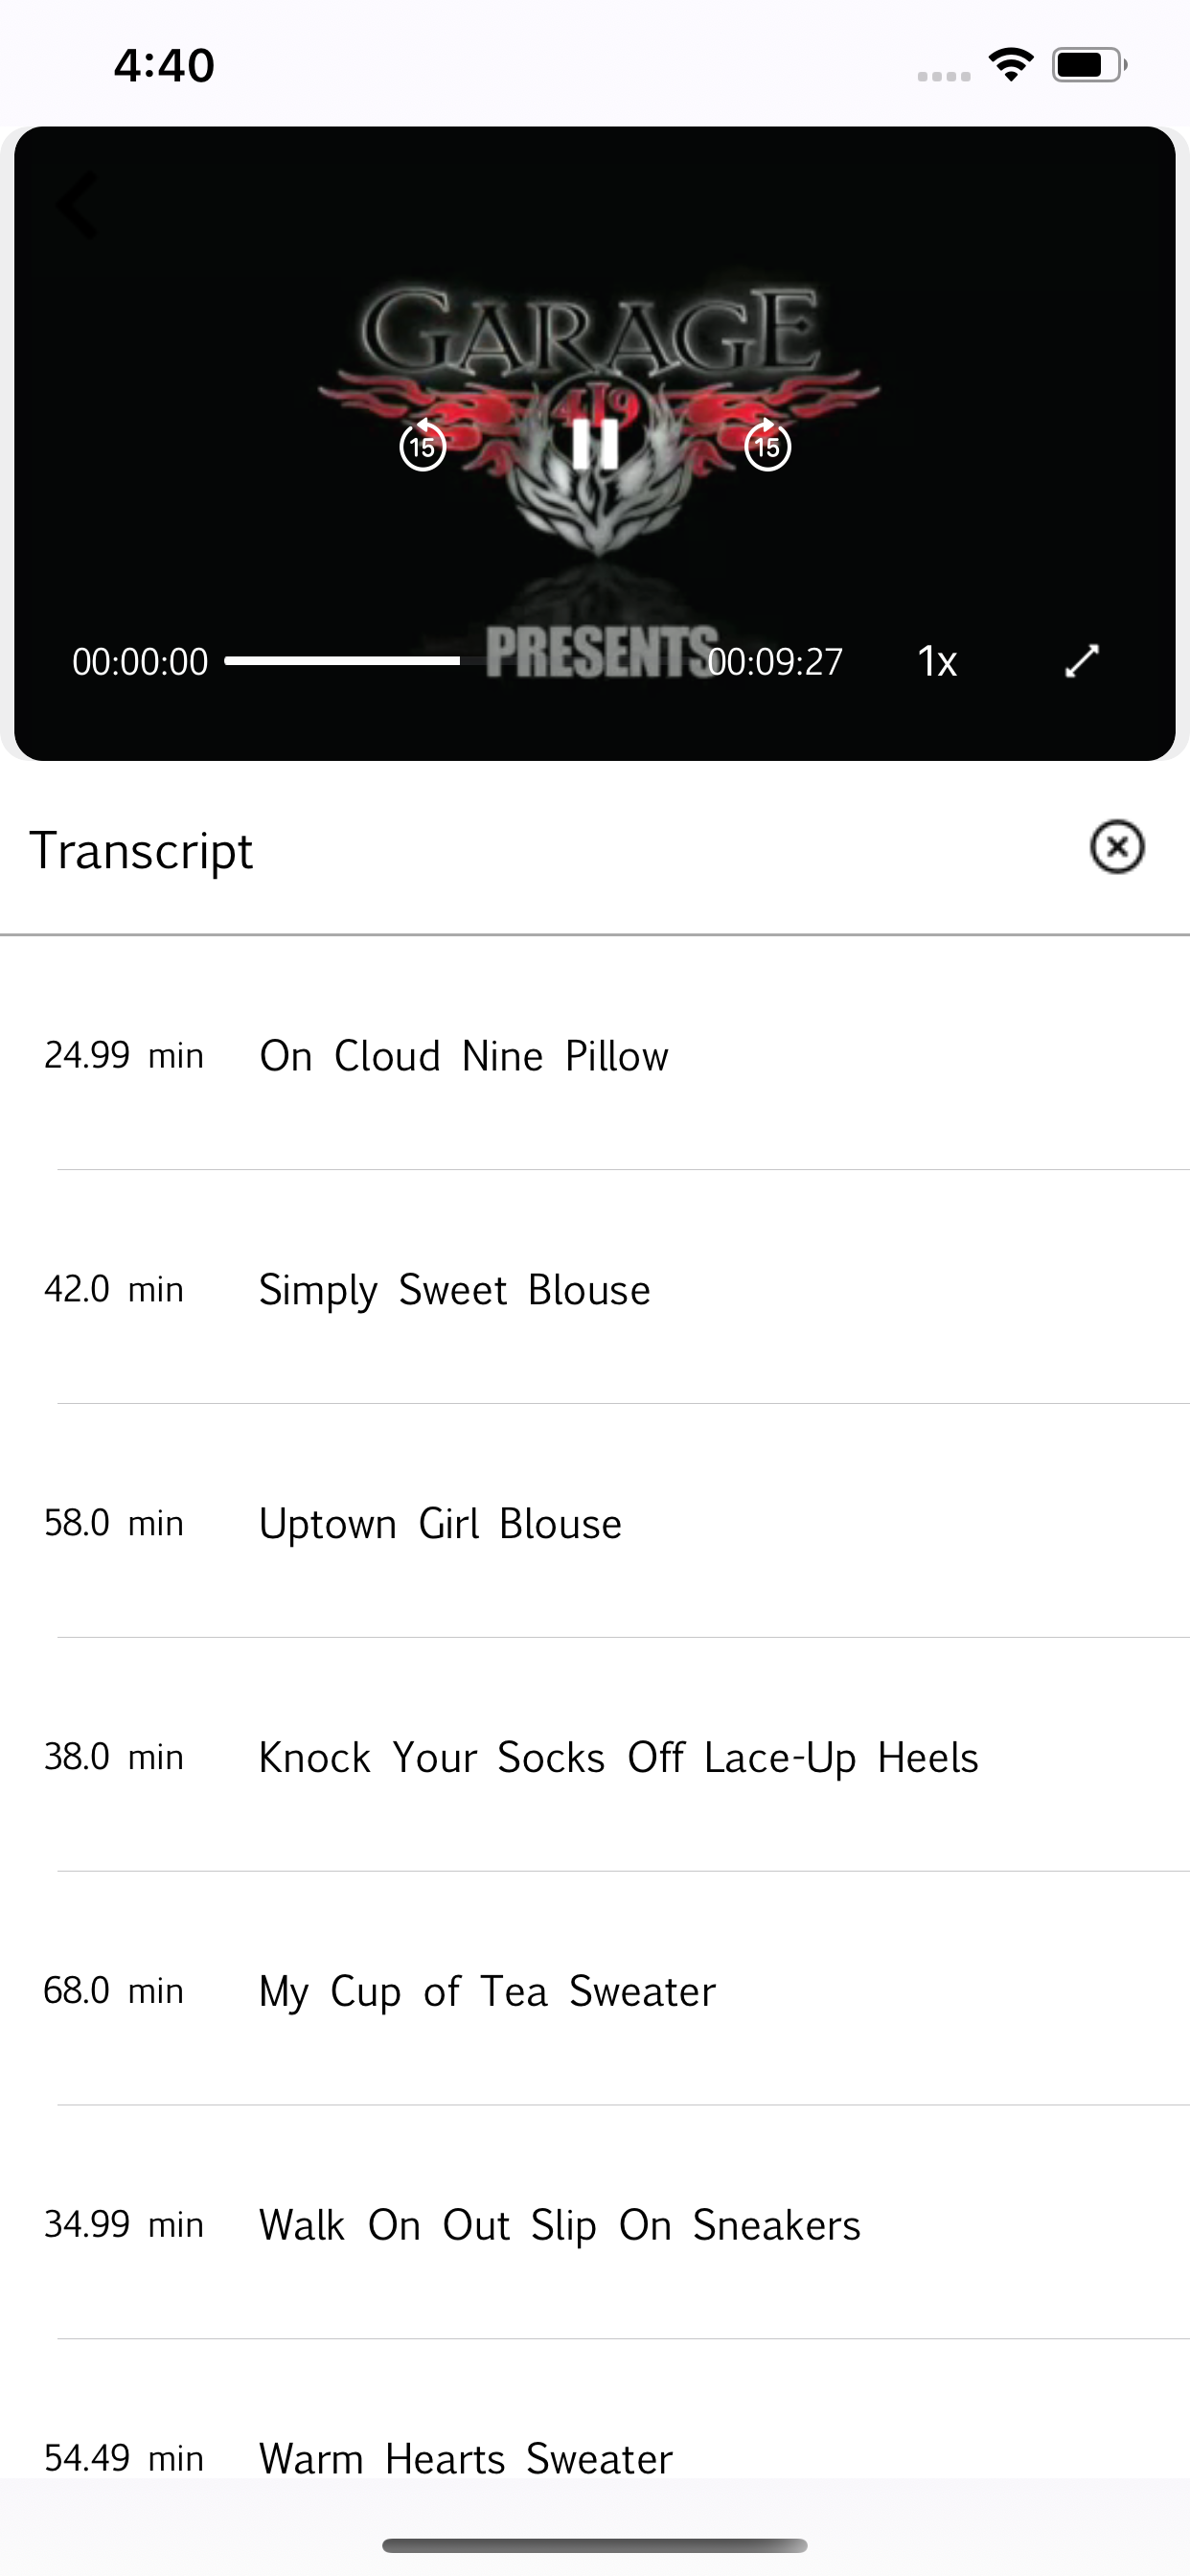 4:40
GARAGE
419
15
15
PRESENTS
00:00:00
00:09:27
1x
Transcript
24.99 min On Cloud Nine Pillow
42.0 min Simply Sweet Blouse
58.0 min Uptown Girl Blouse
38.0 min Knock Your Socks Off Lace-Up Heels
68.0 min My Cup of Tea Sweater
34.99 min Walk On Out Slip On Sneakers
54.49 min Warm Hearts Sweater